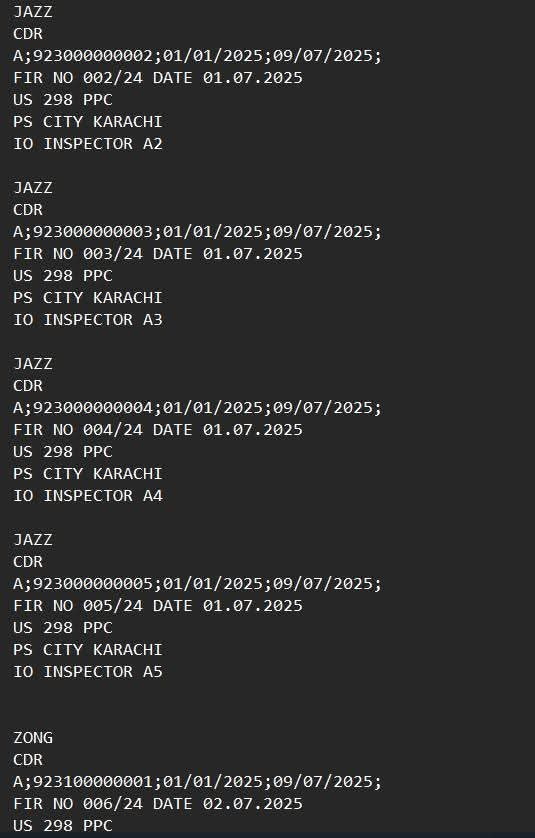 JAZZ
CDR
A;923000000002;01/01/2025;09/07/2025;
FIR NO 002/24 DATE 01.07.2025
US 298 PPC
PS CITY KARACHI
IO INSPECTOR A2
JAZZ
CDR
A;923000000003;01/01/2025;09/07/2025;
FIR NO 003/24 DATE 01.07.2025
US 298 PPC
PS CITY KARACHI
IO INSPECTOR A3
JAZZ
CDR
A;923000000004;01/01/2025;09/07/2025;
FIR NO 004/24 DATE 01.07.2025
US 298 PPC
PS CITY KARACHI
IO INSPECTOR A4
JAZZ
CDR
A;923000000005;01/01/2025;09/07/2025;
FIR NO 005/24 DATE 01.07.2025
US 298 PPC
PS CITY KARACHI
IO INSPECTOR A5
ZONG
CDR
A;923100000001;01/01/2025;09/07/2025;
FIR NO 006/24 DATE 02.07.2025
US 298 PPC